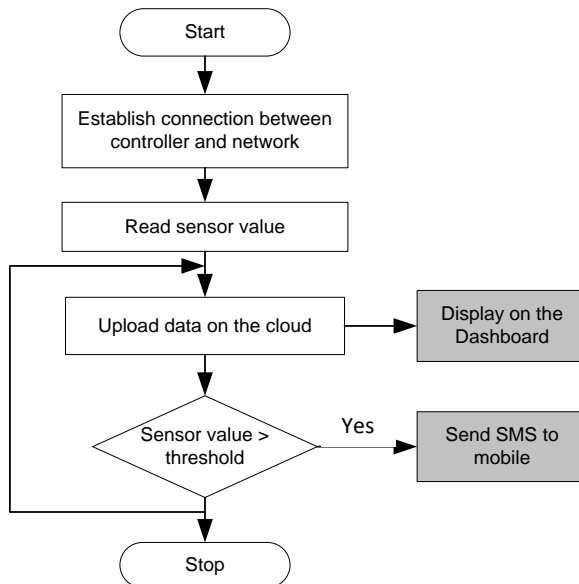 Start
Establish connection between
controller and network
Read sensor value
Upload data on the cloud
Display on the
Dashboard
Sensor value >
threshold
Yes
Send SMS to
mobile
Stop